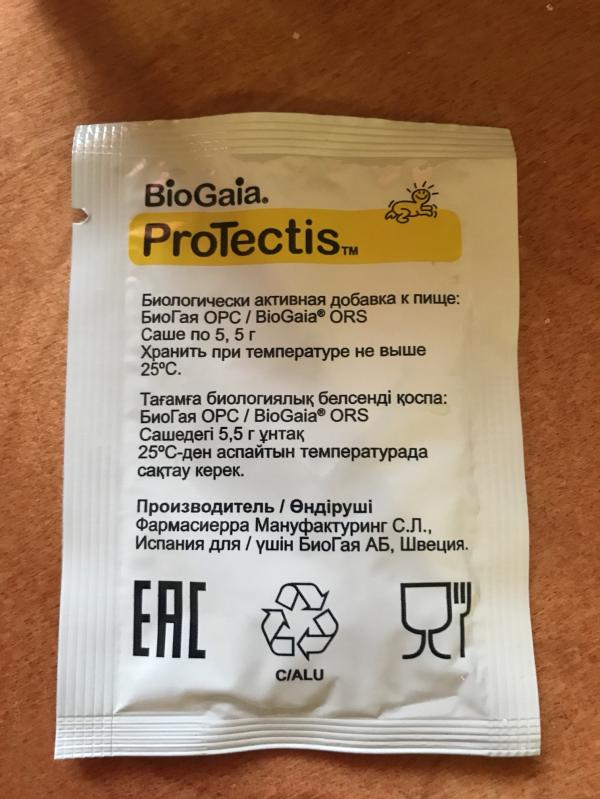 BioGaia®
ProTectis™
Биологически активная добавка к пище:
БиоГая ОРС / BioGaia® ORS
Саше по 5, 5 г
Хранить при температуре не выше
25ºС.
Тағамға биологиялық белсенді қоспа:
БиоГая ОРС / BioGaia® ORS
Сашедегі 5,5 г ұнтақ
25ºС-ден аспайтын температурада
сақтау керек.
Производитель / Өндіруші
Фармасиерра Мануфактуринг С.Л.,
Испания для / үшін БиоГая АБ, Швеция.
EAC
C/ALU